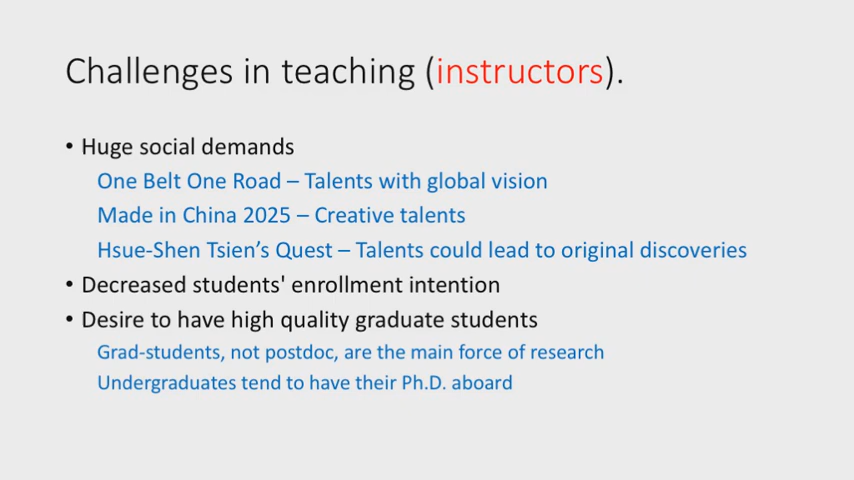 Challenges in teaching (instructors).
• Huge social demands
One Belt One Road – Talents with global vision
Made in China 2025 – Creative talents
Hsue-Shen Tsien's Quest – Talents could lead to original discoveries
• Decreased students' enrollment intention
• Desire to have high quality graduate students
Grad-students, not postdoc, are the main force of research
Undergraduates tend to have their Ph.D. aboard